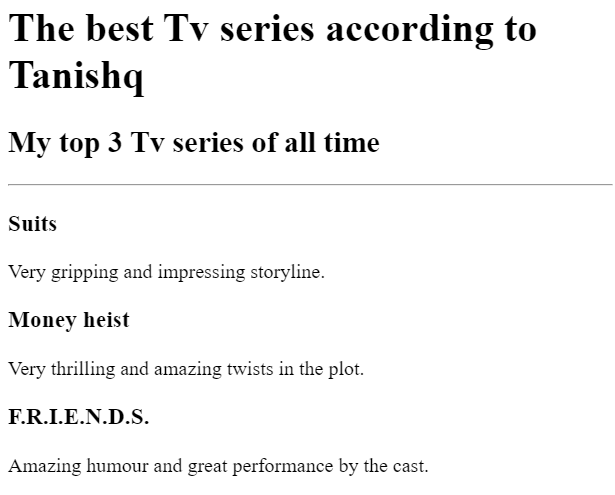 The best Tv series according to
Tanishq
My top 3 Tv series of all time
Suits
Very gripping and impressing storyline.
Money heist
Very thrilling and amazing twists in the plot.
F.R.I.E.N.D.S.
Amazing humour and great performance by the cast.